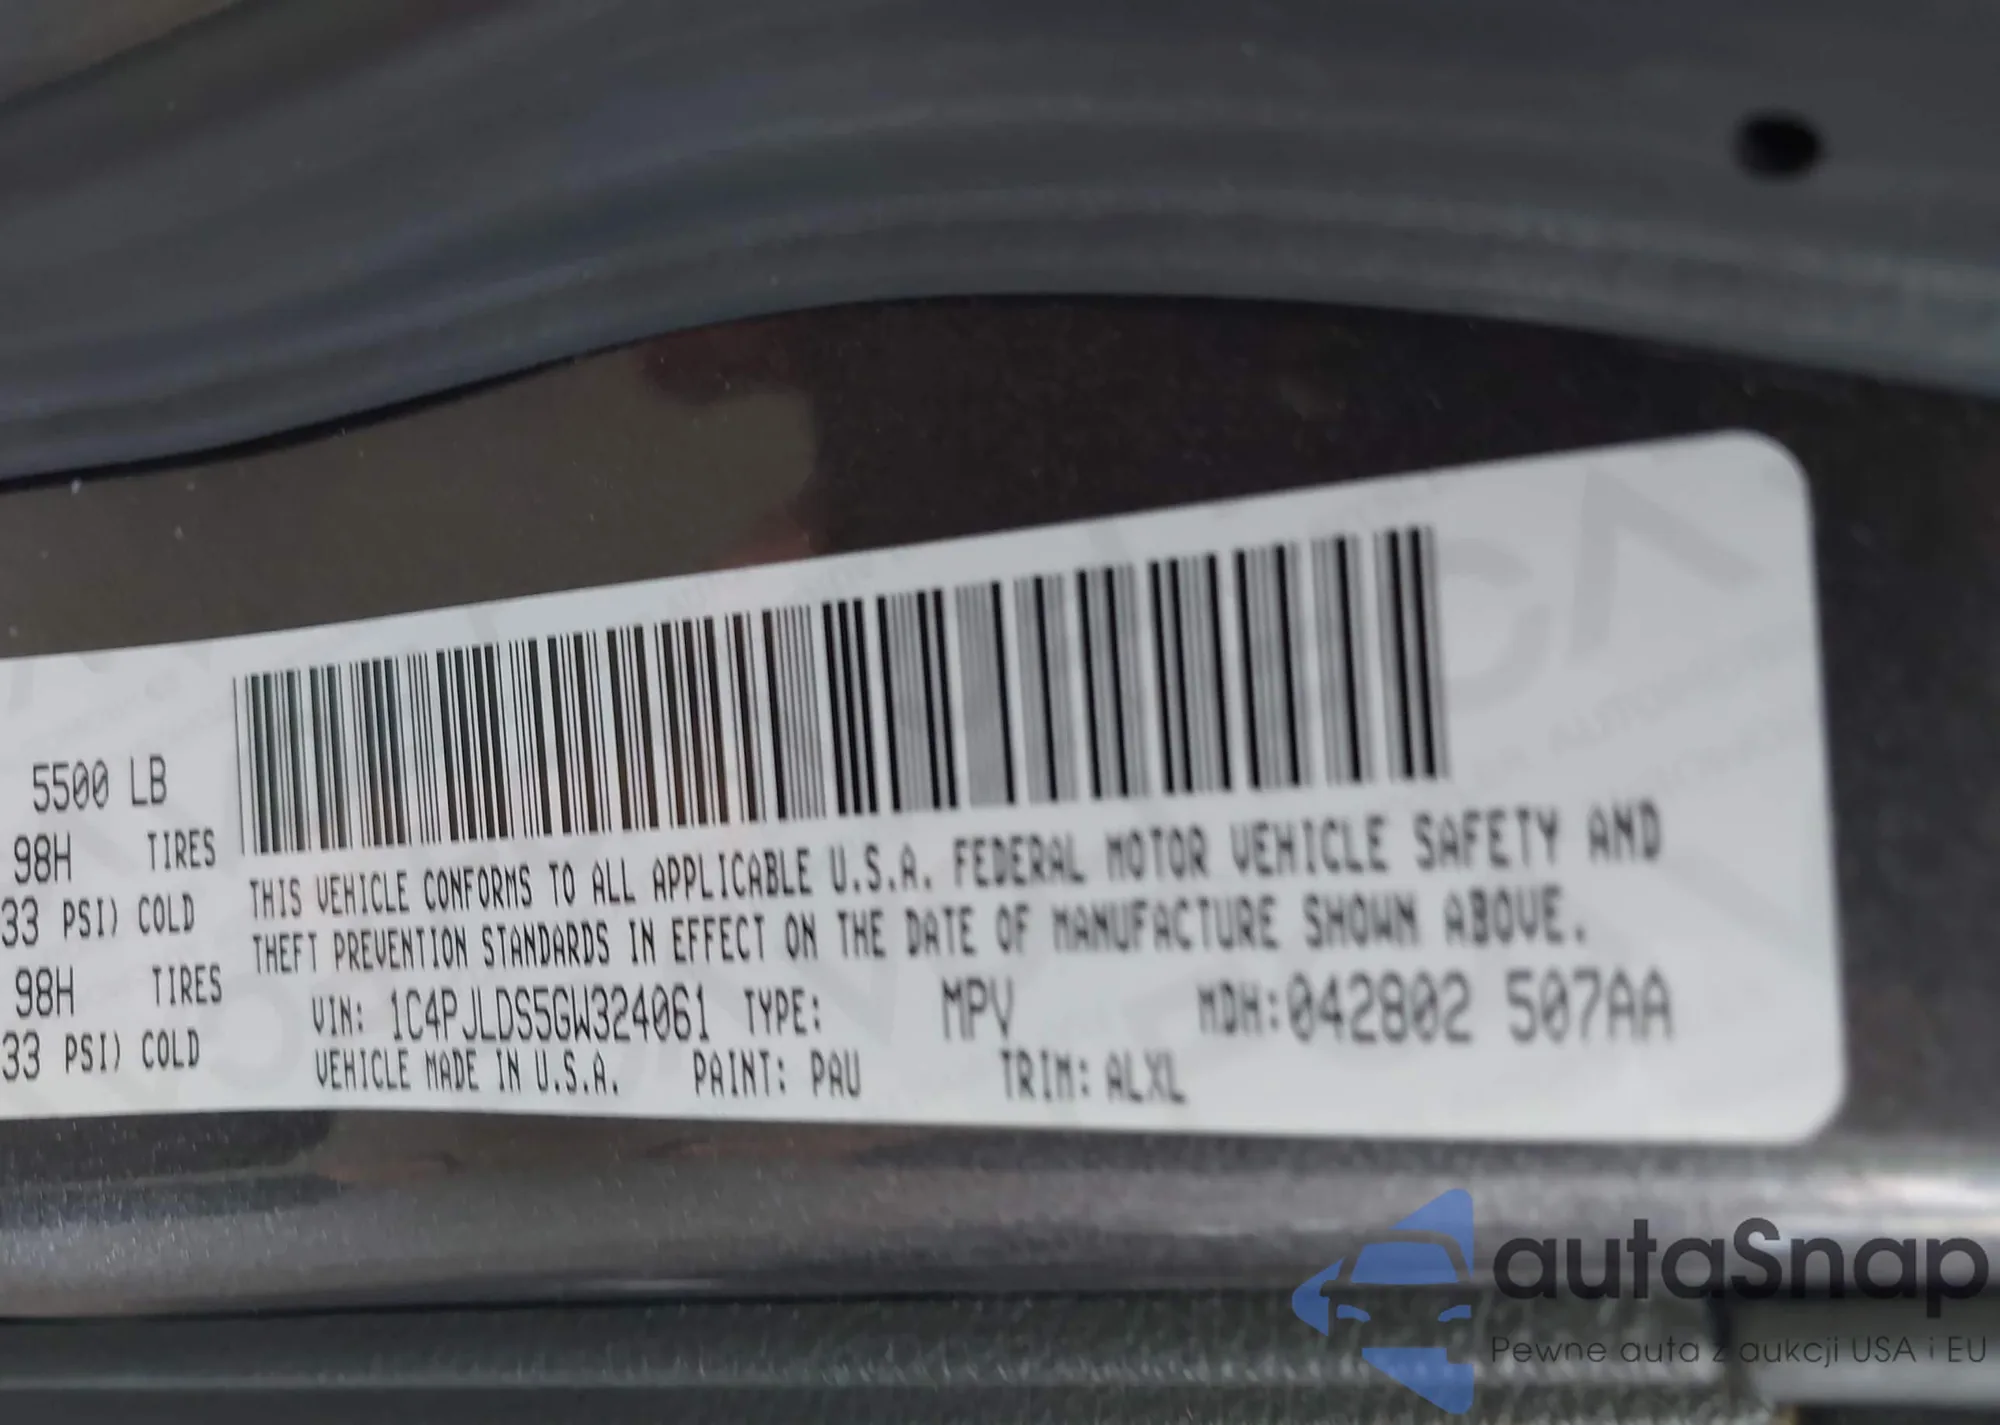 5500 LB
98H TIRES
33 PSI) COLD
98H TIRES
33 PSI) COLD
THIS VEHICLE CONFORMS TO ALL APPLICABLE U.S.A. FEDERAL MOTOR VEHICLE SAFETY AND
THEFT PREVENTION STANDARDS IN EFFECT ON THE DATE OF MANUFACTURE SHOWN ABOVE.
VIN: 1C4PJLDS5GW324061 TYPE: MPV MDH:042802 507AA
VEHICLE MADE IN U.S.A. PAINT: PAU TRIM: ALXL
autaSnap
Pewne auta z aukcji USA i EU